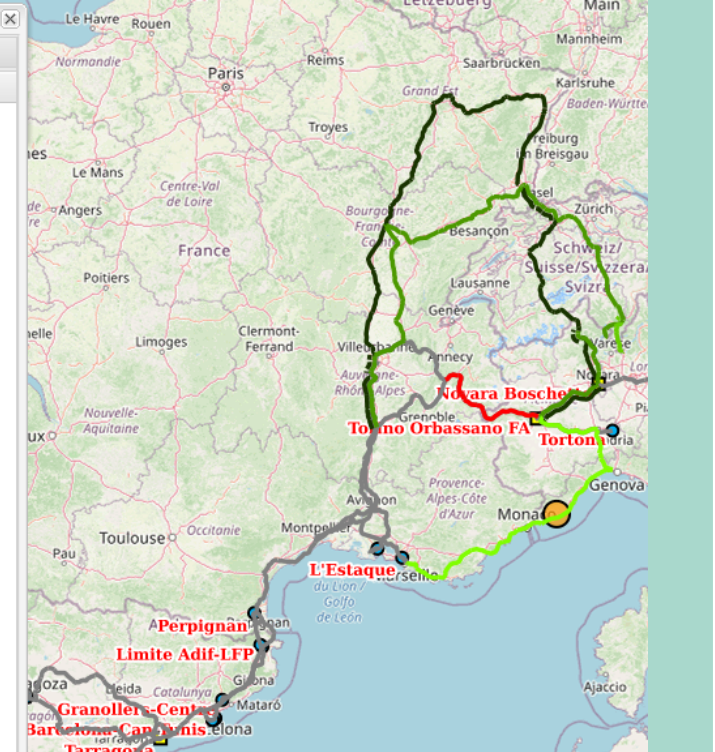 Letzebuerg
Main
Le Havre
Rouen
Reims
Mannheim
Saarbrücken
Normandie
Paris
Karlsruhe
Grand Est
Baden-Württe
Troyes
Freiburg
im Breisgau
Le Mans
Centre-Val
de Loire
Angers
Bourgogne-
Basel
Zürich
Besançon
France
Schweiz/
Suisse/Svizzera/
Svizra
Lausanne
Poitiers
Genève
Limoges
Clermont-
Ferrand
Villeurbanne
Annecy
Varese
Auvergne-
Rhône-Alpes
Novara
Novara Boschetto
Nouvelle-
Aquitaine
Grenoble
Torino Orbassano FA
Tortona
Genova
Provence-
Alpes-Côte
d'Azur
Avignon
Monaco
Occitanie
Montpellier
Toulouse
Pau
L'Estaque
Marseille
du Lion /
Golfo
de León
Perpignan
Limite Adif-LFP
Girona
Lleida
Catalunya
Ajaccio
Granollers-Centre
Mataró
Barcelona-Can Tunis
Tarragona